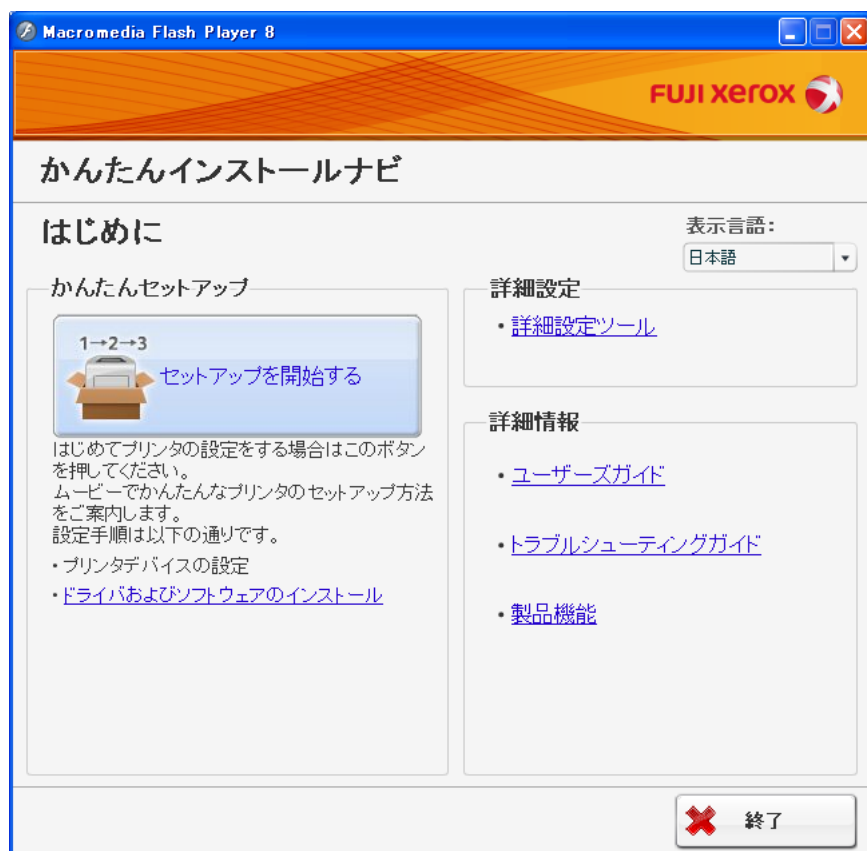 Macromedia Flash Player 8
FUJI xerox
かんたんインストールナビ
はじめに
表示言語:
日本語
かんたんセットアップ
1→2→3
セットアップを開始する
はじめてプリンタの設定をする場合はこのボタン
を押してください。
ムービーでかんたんなプリンタのセットアップ方法
をご案内します。
設定手順は以下の通りです。
・プリンタデバイスの設定
・ドライバおよびソフトウェアのインストール
詳細設定
・詳細設定ツール
詳細情報
・ユーザーズガイド
・トラブルシューティングガイド
・製品機能
終了